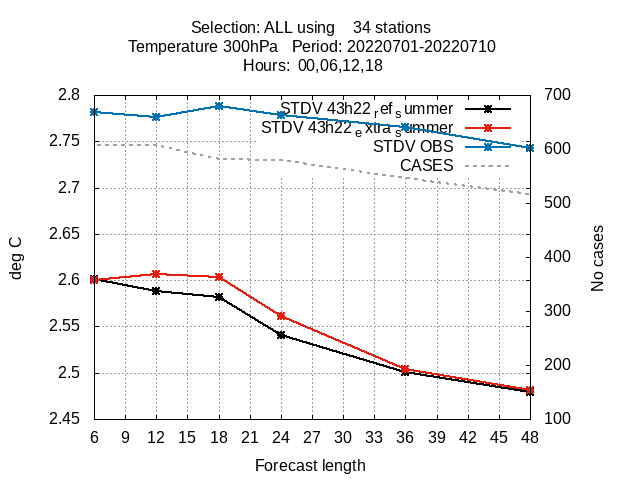 Selection: ALL using    34 stations
Temperature 300hPa   Period: 20220701-20220710
Hours: 00,06,12,18
2.8
2.75
2.7
2.65
2.6
2.55
2.5
2.45
deg C
STDV 43h22refsummer
STDV 43h22extrasummer
STDV OBS
CASES
700
600
500
400
300
200
100
No cases
6 9 12 15 18 21 24 27 30 33 36 39 42 45 48
Forecast length